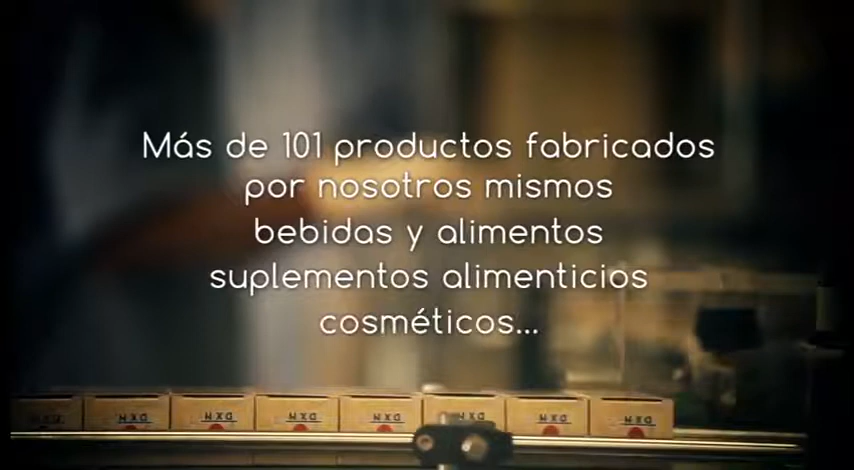 Más de 101 productos fabricados
por nosotros mismos
bebidas y alimentos
suplementos alimenticios
cosméticos...